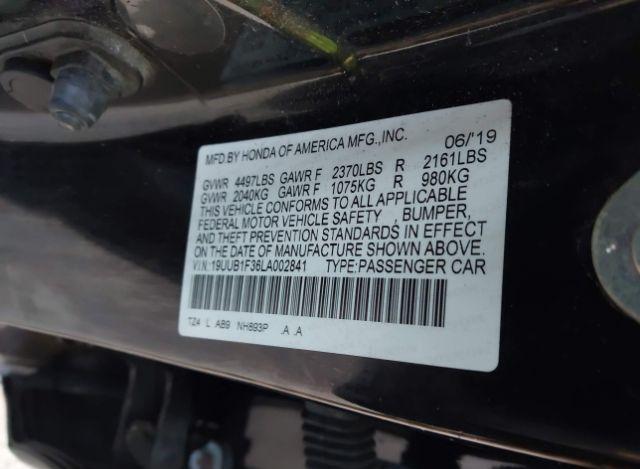 MFD.BY HONDA OF AMERICA MFG.,INC. 06/'19
GVWR 4497LBS GAWR F 2370LBS R 2161LBS
GVWR 2040KG GAWR F 1075KG R 980KG
THIS VEHICLE CONFORMS TO ALL APPLICABLE
FEDERAL MOTOR VEHICLE SAFETY , BUMPER,
AND THEFT PREVENTION STANDARDS IN EFFECT
ON THE DATE OF MANUFACTURE SHOWN ABOVE.
V.I.N:19UUB1F36LA002841 TYPE:PASSENGER CAR
TZ4 L AB9 NH893P .A .A